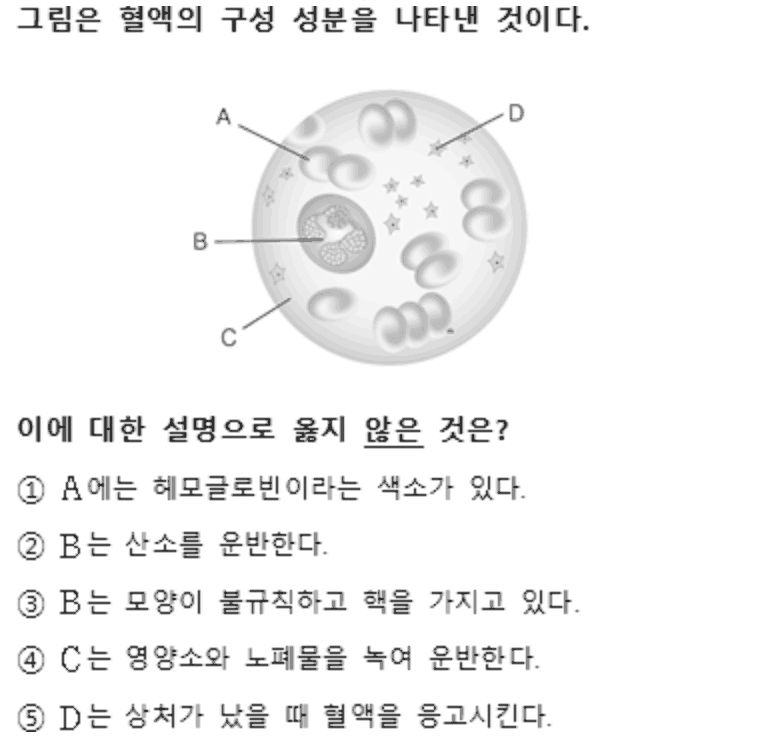 그림은 혈액의 구성 성분을 나타낸 것이다.
A
D
B
C
이에 대한 설명으로 옳지 않은 것은?
① A에는 헤모글로빈이라는 색소가 있다.
② B는 산소를 운반한다.
③ B는 모양이 불규칙하고 핵을 가지고 있다.
④ C는 영양소와 노폐물을 녹여 운반한다.
⑤ D는 상처가 났을 때 혈액을 응고시킨다.